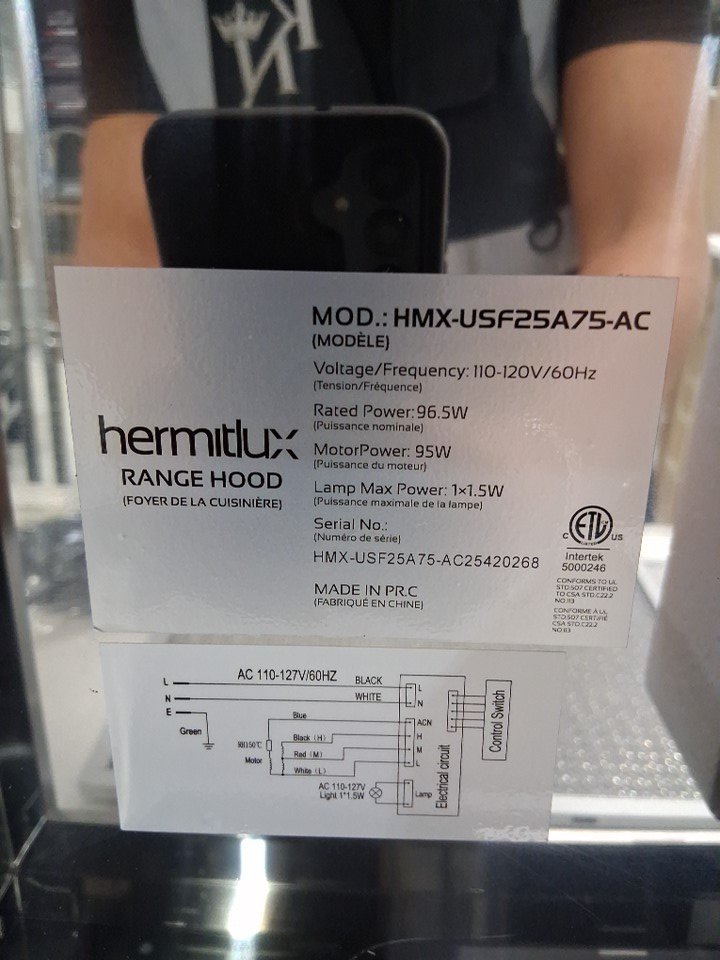 KK
MOD.: HMX-USF25A75-AC
(MODÈLE)
Voltage/Frequency: 110-120V/60Hz
(Tension/Fréquence)
Rated Power: 96.5W
(Puissance nominale)
MotorPower: 95W
(Puissance du moteur)
Lamp Max Power: 1×1.5W
(Puissance maximale de la lampe)
Serial No.:
(Numéro de série)
HMX-USF25A75-AC25420268
MADE IN P.R.C
(FABRIQUÉ EN CHINE)
hermitlux
RANGE HOOD
(FOYER DE LA CUISINIÈRE)
C ETL US
Intertek
5000246
CONFORMS TO UL
STD.507 CERTIFIED
TO CSA STD.C22.2
NO.113
CONFORME À UL
STD.507 CERTIFIÉ
CSA STD.C22.2
NO.113
AC 110-127V/60HZ
L BLACK L
N WHITE N
E
Green
Blue ACN
Black (H) H
Red (M) M
White (L) L
150℃
Motor
AC 110-127V
Light 1*1.5W
Lamp
Electrical circuit
Control Switch